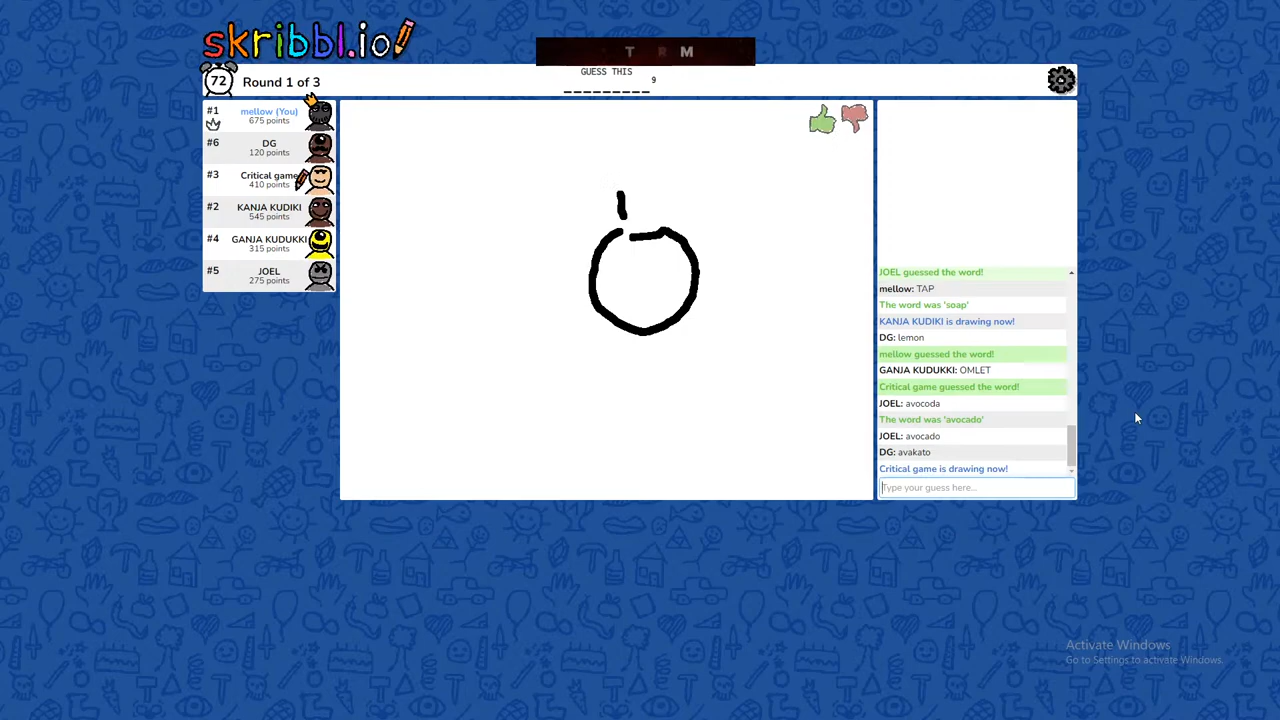 skribbl.io
T R M
72
Round 1 of 3
GUESS THIS
_________ 9
#1 mellow (You)
675 points
#6 DG
120 points
#3 Critical game
410 points
#2 KANJA KUDIKI
545 points
#4 GANJA KUDUKKI
315 points
#5 JOEL
275 points
JOEL guessed the word!
mellow: TAP
The word was 'soap'
KANJA KUDIKI is drawing now!
DG: lemon
mellow guessed the word!
GANJA KUDUKKI: OMLET
Critical game guessed the word!
JOEL: avocoda
The word was 'avocado'
JOEL: avocado
DG: avakato
Critical game is drawing now!
Type your guess here...
Activate Windows
Go to Settings to activate Windows.